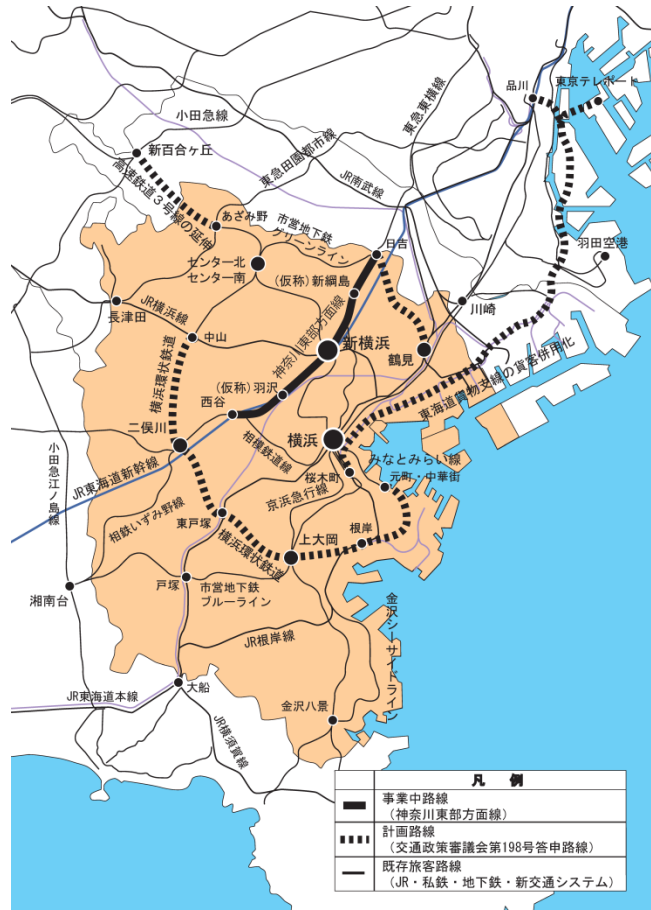 品川
東京テレポート
小田急線
東急東横線
新百合ヶ丘
東急田園都市線
JR南武線
高速鉄道3号線の延伸
あざみ野
市営地下鉄
グリーンライン
日吉
羽田空港
センター北
センター南
(仮称)新綱島
長津田
JR横浜線
中山
神奈川東部方面線
川崎
新横浜
鶴見
横浜環状鉄道
(仮称)羽沢
西谷
東海道貨物支線の貨客併用化
二俣川
相模鉄道線
横浜
みなとみらい線
元町・中華街
桜木町
小田急江ノ島線
JR東海道新幹線
京浜急行線
相鉄いずみ野線
東戸塚
横浜環状鉄道
上大岡
根岸
湘南台
戸塚
市営地下鉄
ブルーライン
金沢シーサイドライン
JR根岸線
JR東海道本線
大船
金沢八景
JR横須賀線
凡 例
事業中路線
(神奈川東部方面線)
計画路線
(交通政策審議会第198号答申路線)
既存旅客路線
(JR・私鉄・地下鉄・新交通システム)